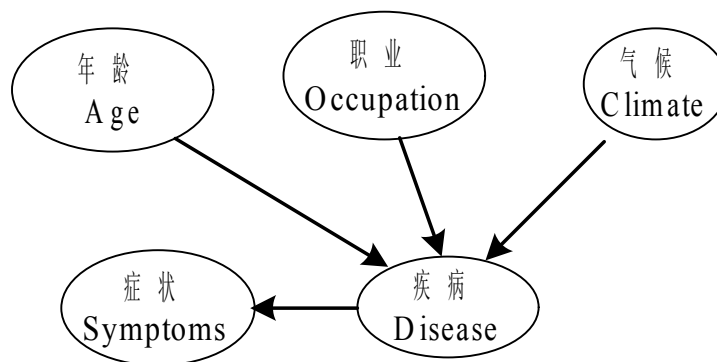 年龄
Age
职业
Occupation
气候
Climate
症状
Symptoms
疾病
Disease